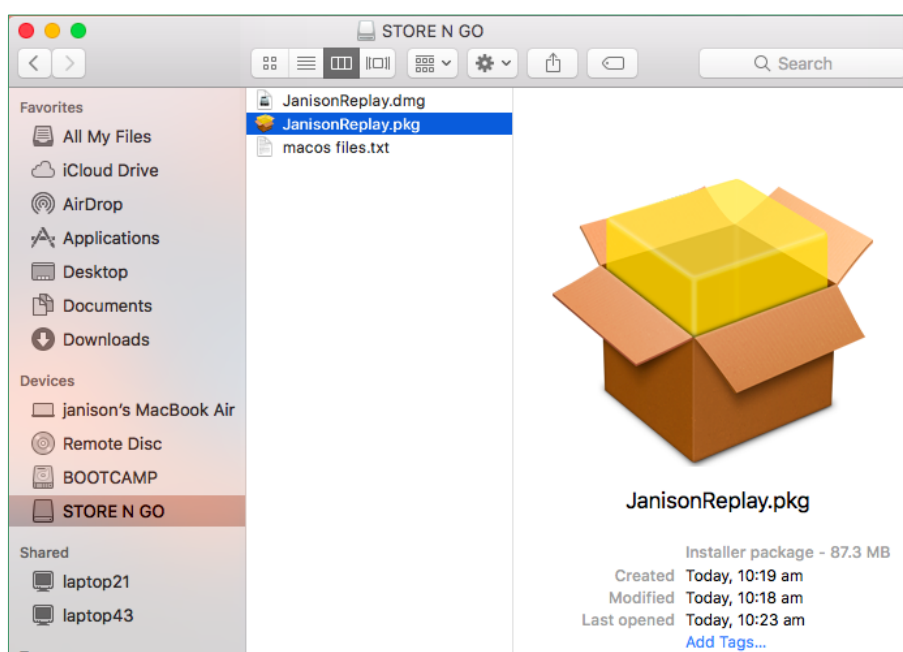 STORE N GO
Search
Favorites
All My Files
iCloud Drive
AirDrop
Applications
Desktop
Documents
Downloads
Devices
janison's MacBook Air
Remote Disc
BOOTCAMP
STORE N GO
Shared
laptop21
laptop43
JanisonReplay.dmg
JanisonReplay.pkg
macos files.txt
JanisonReplay.pkg
Installer package - 87.3 MB
Created Today, 10:19 am
Modified Today, 10:18 am
Last opened Today, 10:23 am
Add Tags...